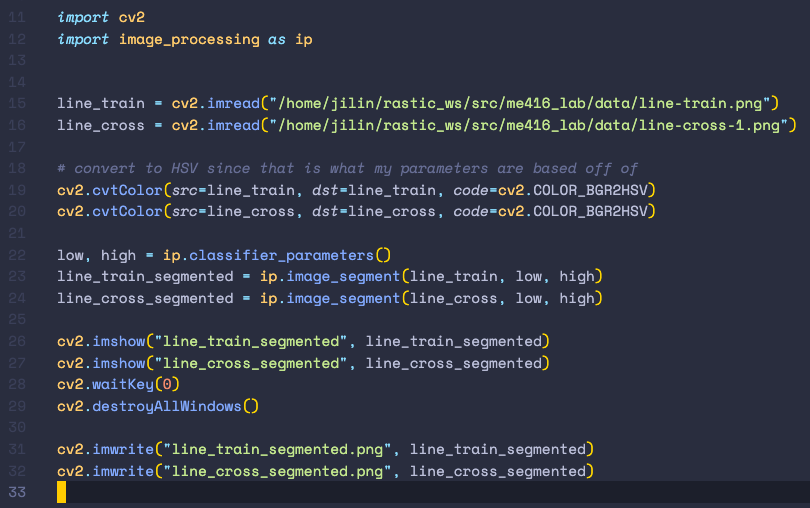 11 import cv2
12 import image_processing as ip
13
14
15 line_train = cv2.imread("/home/jilin/rastic_ws/src/me416_lab/data/line-train.png")
16 line_cross = cv2.imread("/home/jilin/rastic_ws/src/me416_lab/data/line-cross-1.png")
17
18 # convert to HSV since that is what my parameters are based off of
19 cv2.cvtColor(src=line_train, dst=line_train, code=cv2.COLOR_BGR2HSV)
20 cv2.cvtColor(src=line_cross, dst=line_cross, code=cv2.COLOR_BGR2HSV)
21
22 low, high = ip.classifier_parameters()
23 line_train_segmented = ip.image_segment(line_train, low, high)
24 line_cross_segmented = ip.image_segment(line_cross, low, high)
25
26 cv2.imshow("line_train_segmented", line_train_segmented)
27 cv2.imshow("line_cross_segmented", line_cross_segmented)
28 cv2.waitKey(0)
29 cv2.destroyAllWindows()
30
31 cv2.imwrite("line_train_segmented.png", line_train_segmented)
32 cv2.imwrite("line_cross_segmented.png", line_cross_segmented)
33